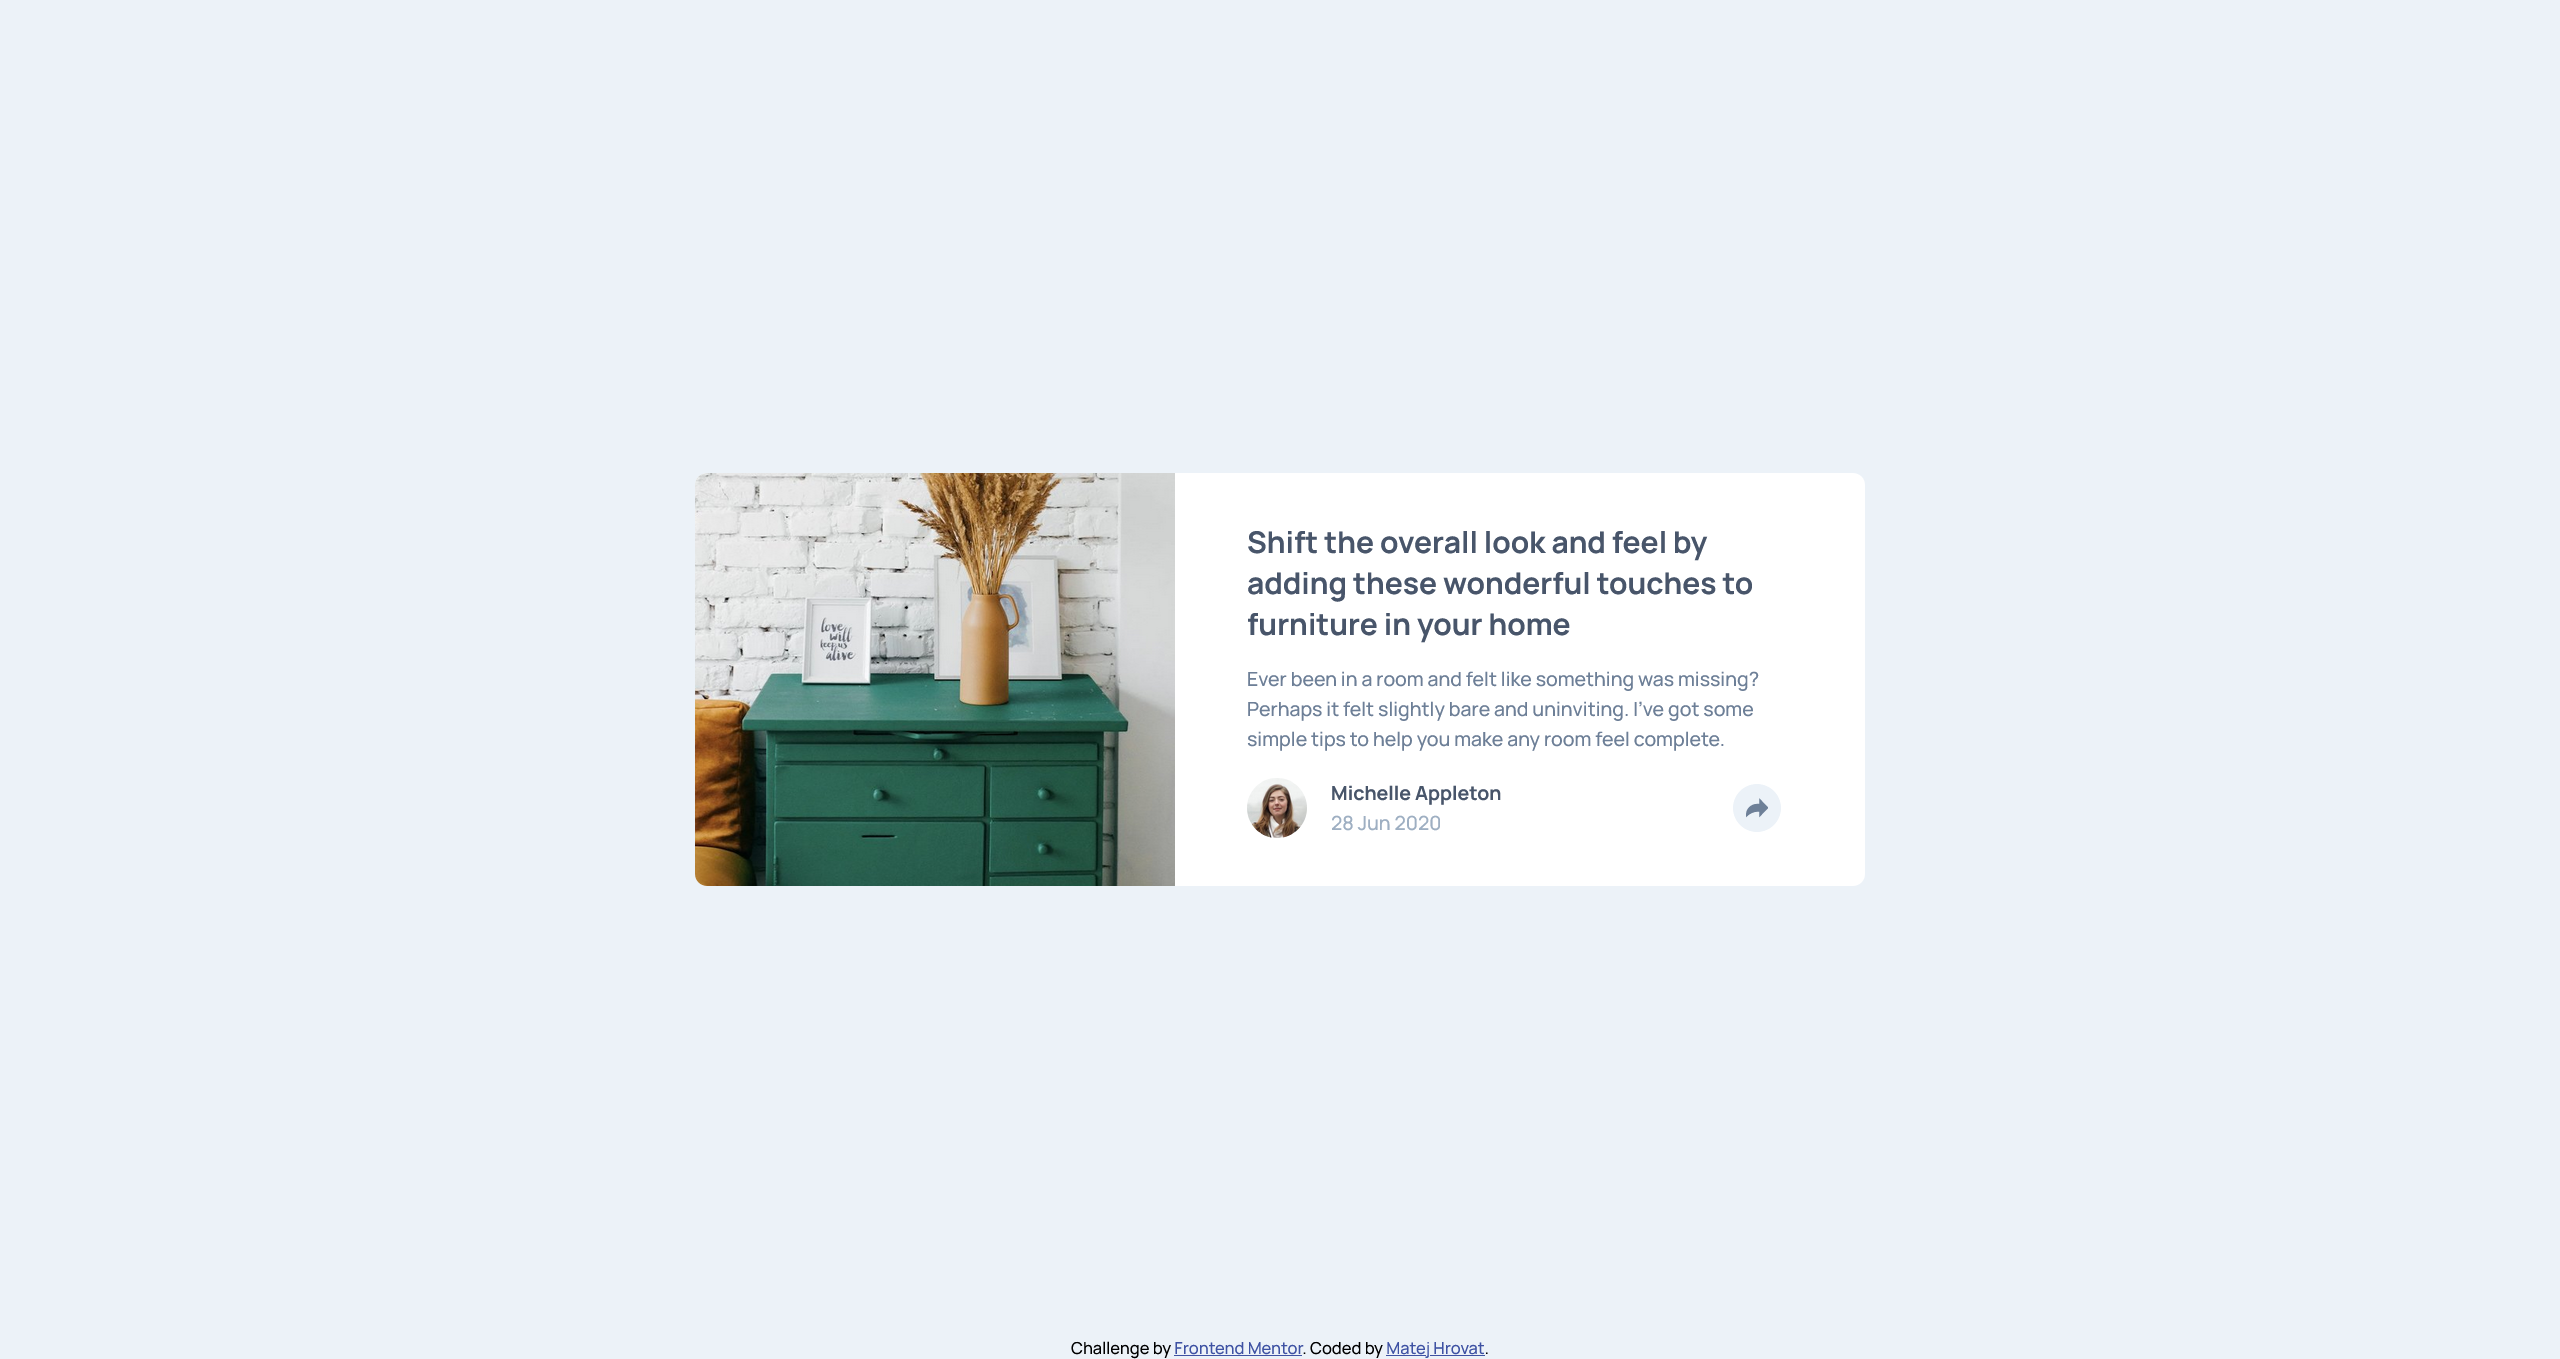 love
will
keep us
alive
Shift the overall look and feel by
adding these wonderful touches to
furniture in your home
Ever been in a room and felt like something was missing?
Perhaps it felt slightly bare and uninviting. I’ve got some
simple tips to help you make any room feel complete.
Michelle Appleton
28 Jun 2020
Challenge by Frontend Mentor. Coded by Matej Hrovat.